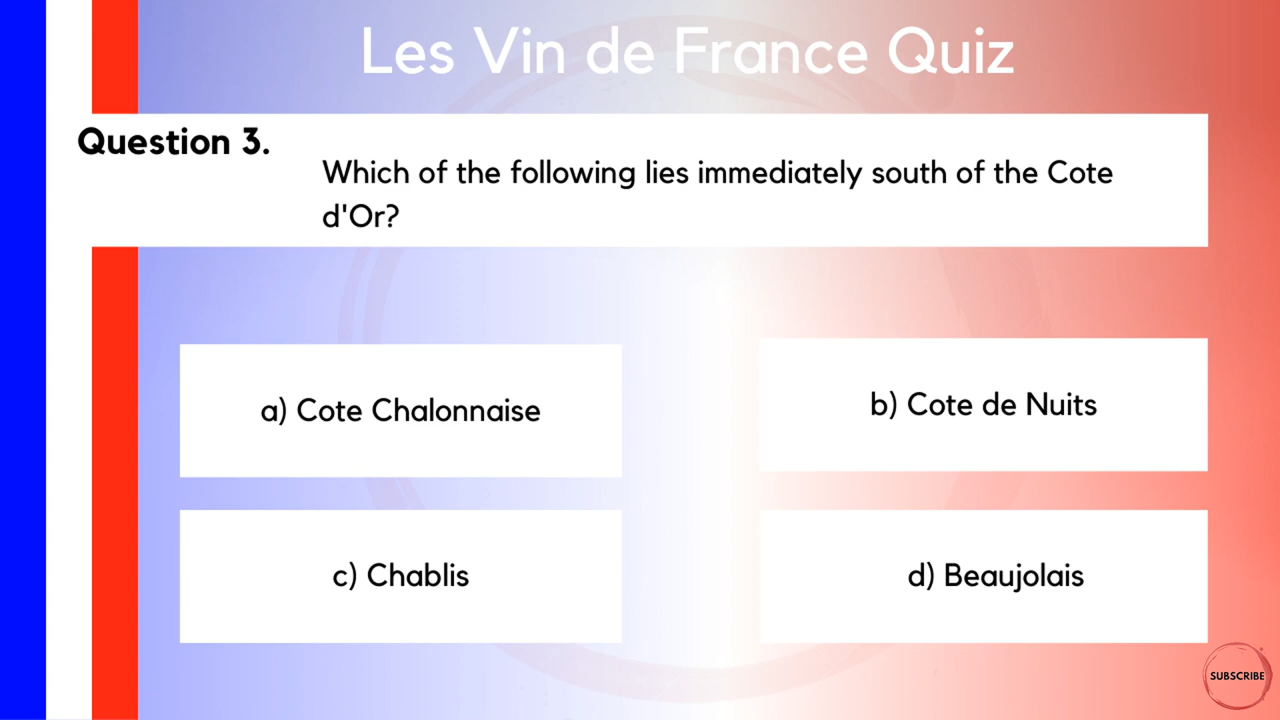 Les Vin de France Quiz
Question 3.
Which of the following lies immediately south of the Cote
d'Or?
a) Cote Chalonnaise
b) Cote de Nuits
c) Chablis
d) Beaujolais
SUBSCRIBE